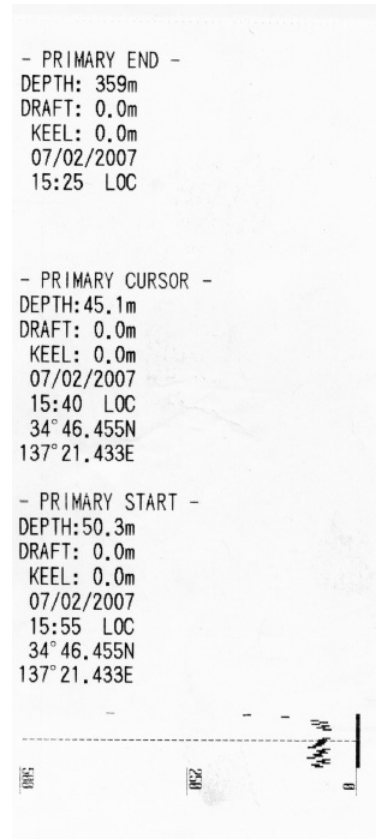 - PRIMARY END -
DEPTH: 359m
DRAFT: 0.0m
KEEL: 0.0m
07/02/2007
15:25 LOC
- PRIMARY CURSOR -
DEPTH:45.1m
DRAFT: 0.0m
KEEL: 0.0m
07/02/2007
15:40 LOC
34°46.455N
137°21.433E
- PRIMARY START -
DEPTH:50.3m
DRAFT: 0.0m
KEEL: 0.0m
07/02/2007
15:55 LOC
34°46.455N
137°21.433E
500 250 0